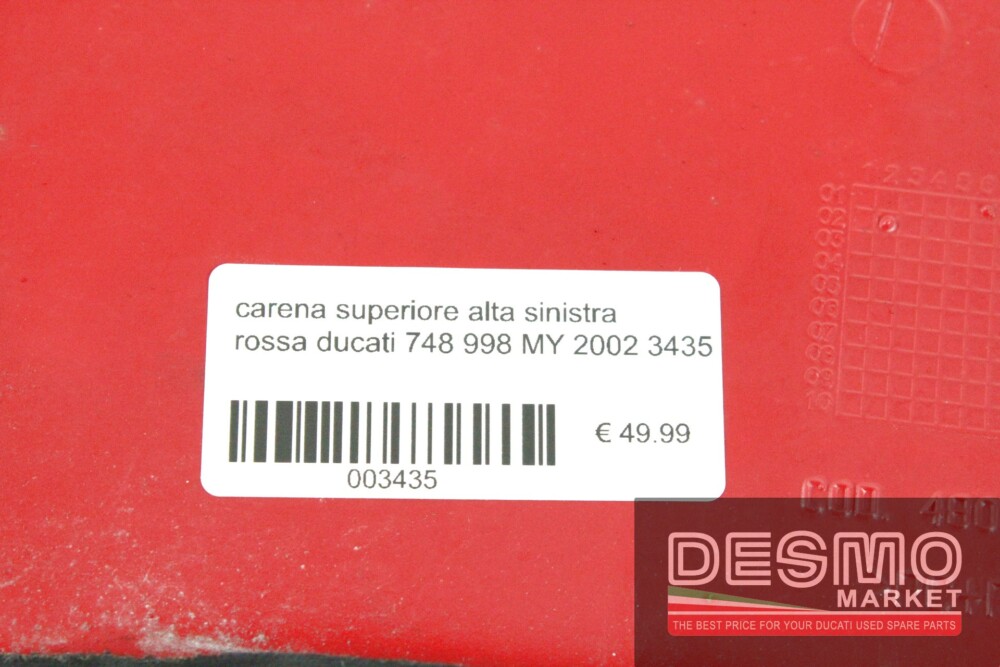 carena superiore alta sinistra
rossa ducati 748 998 MY 2002 3435
€ 49.99
003435
DESMO
MARKET
THE BEST PRICE FOR YOUR DUCATI USED SPARE PARTS